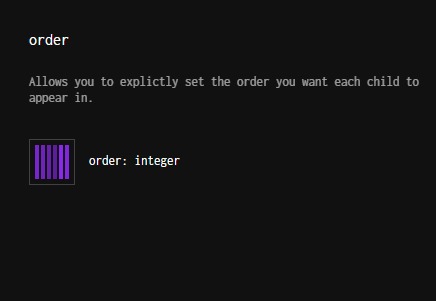 order
Allows you to explictly set the order you want each child to
appear in.
order: integer